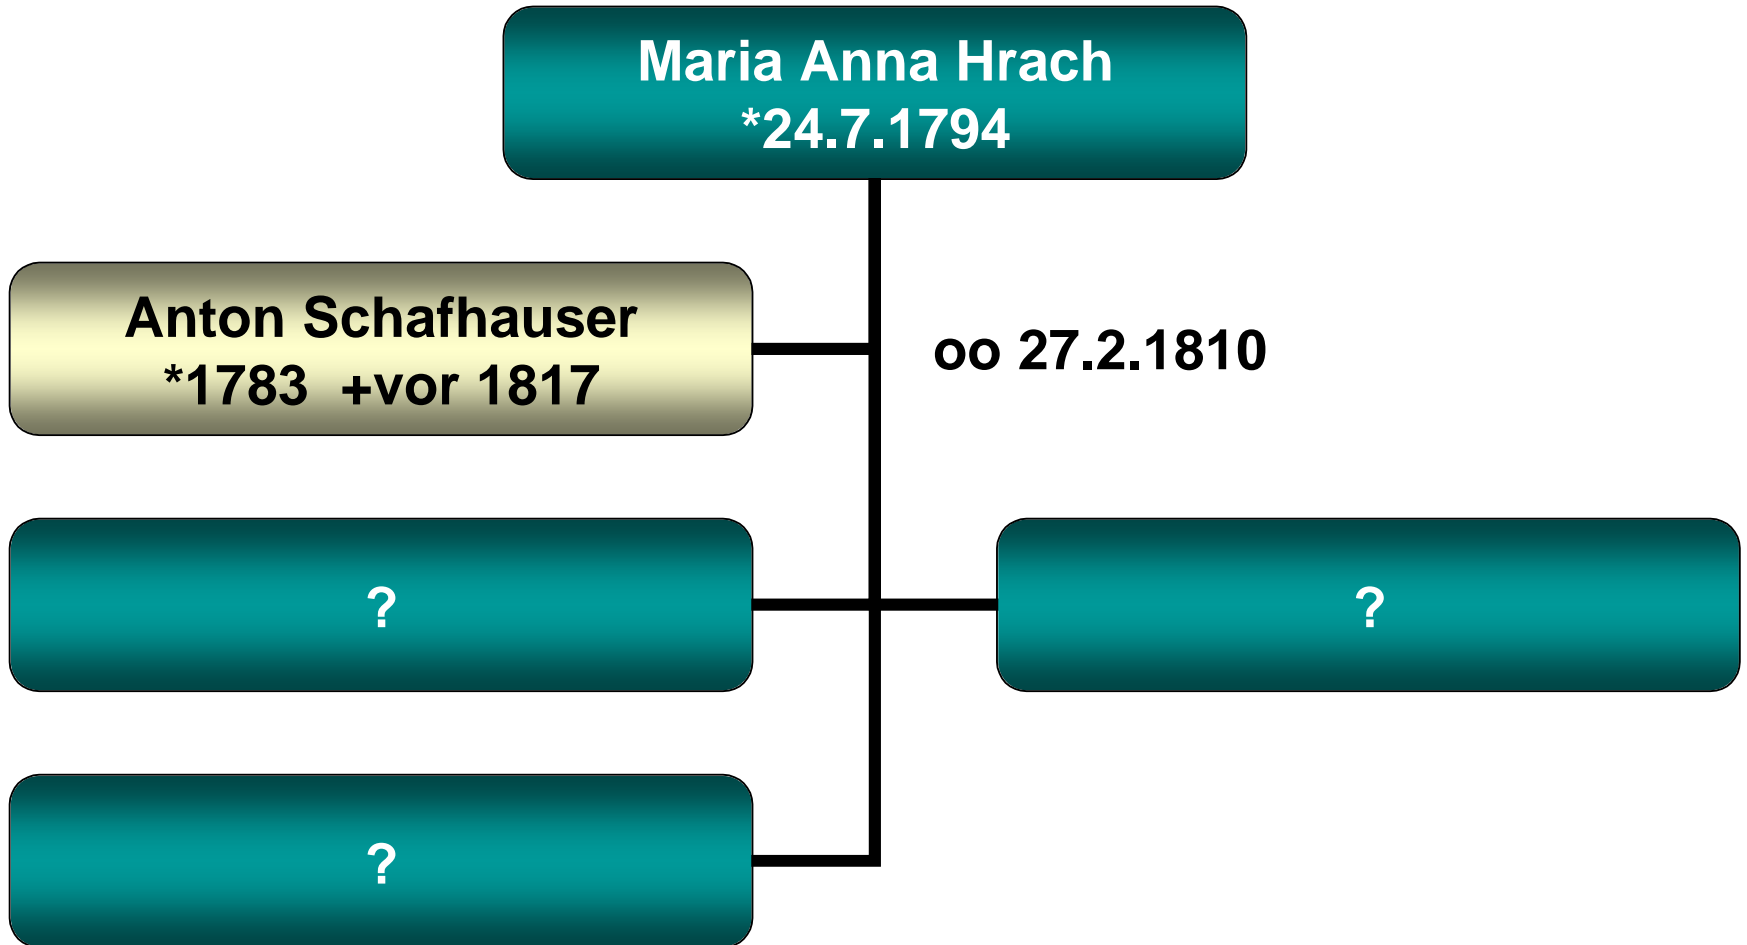 Maria Anna Hrach
*24.7.1794
Anton Schafhauser
*1783  +vor 1817
oo 27.2.1810
?
?
?